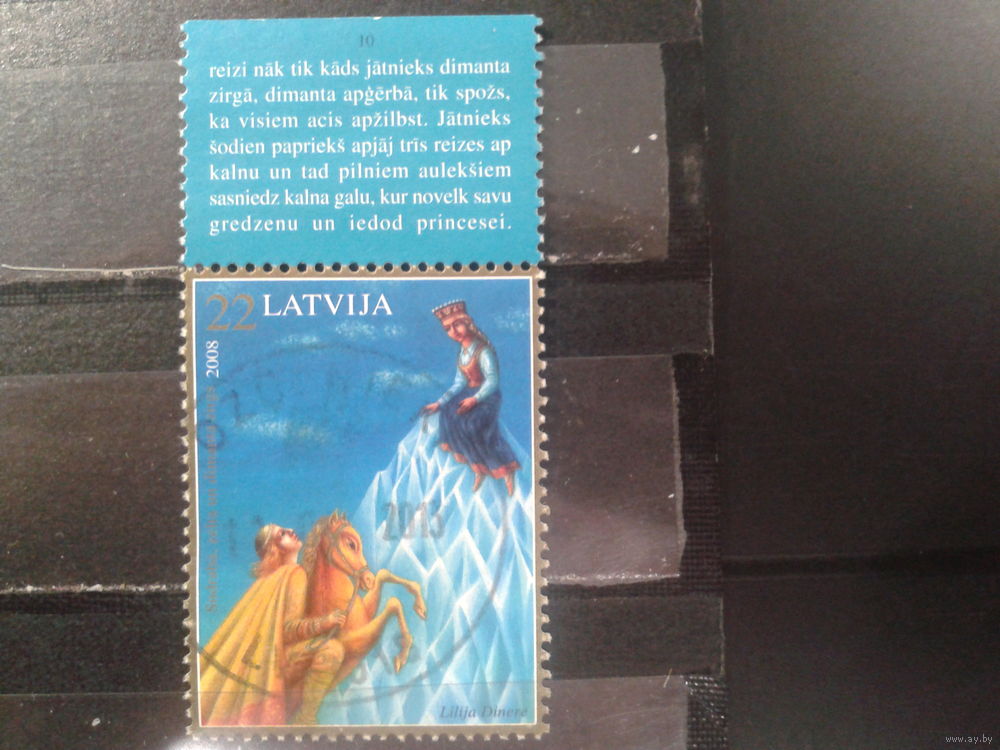 10
reizi nāk tik kāds jātnieks dimanta
zirgā, dimanta apģērbā, tik spožs,
ka visiem acis apžilbst. Jātnieks
šodien papriekš apjāj trīs reizes ap
kalnu un tad pilniem aulekšiem
sasniedz kalna galu, kur novelk savu
gredzenu un iedod princesei.
22 LATVIJA
2008
2013
Lilija Dinere
www.ay.by